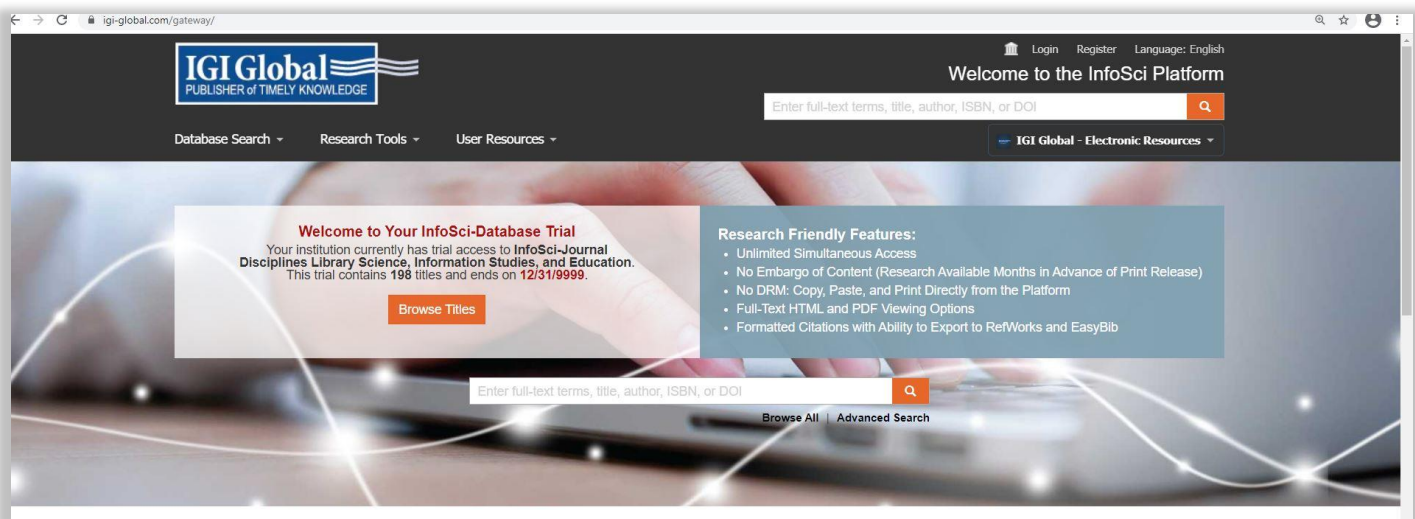 igi-global.com/gateway/
IGI Global
PUBLISHER of TIMELY KNOWLEDGE
Login Register Language: English
Welcome to the InfoSci Platform
Enter full-text terms, title, author, ISBN, or DOI
Database Search Research Tools User Resources
IGI Global - Electronic Resources
Welcome to Your InfoSci-Database Trial
Your institution currently has trial access to InfoSci-Journal
Disciplines Library Science, Information Studies, and Education.
This trial contains 198 titles and ends on 12/31/9999.
Browse Titles
Research Friendly Features:
• Unlimited Simultaneous Access
• No Embargo of Content (Research Available Months in Advance of Print Release)
• No DRM: Copy, Paste, and Print Directly from the Platform
• Full-Text HTML and PDF Viewing Options
• Formatted Citations with Ability to Export to RefWorks and EasyBib
Enter full-text terms, title, author, ISBN, or DOI
Browse All | Advanced Search